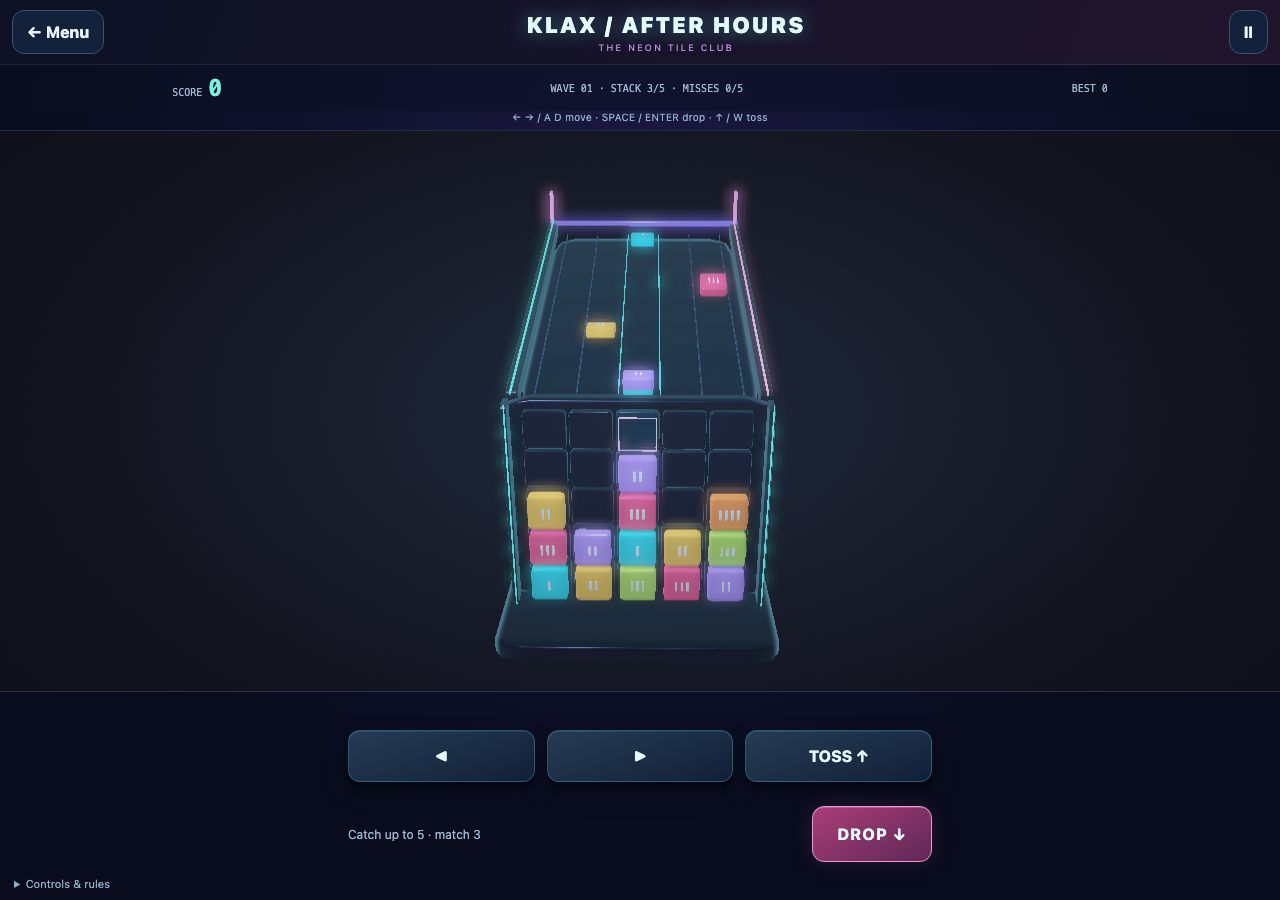 ← Menu
KLAX / AFTER HOURS
THE NEON TILE CLUB
SCORE 0
WAVE 01 · STACK 3/5 · MISSES 0/5
BEST 0
← → / A D move · SPACE / ENTER drop · ↑ / W toss
◀
▶
TOSS ↑
Catch up to 5 · match 3
DROP ↓
▶ Controls & rules